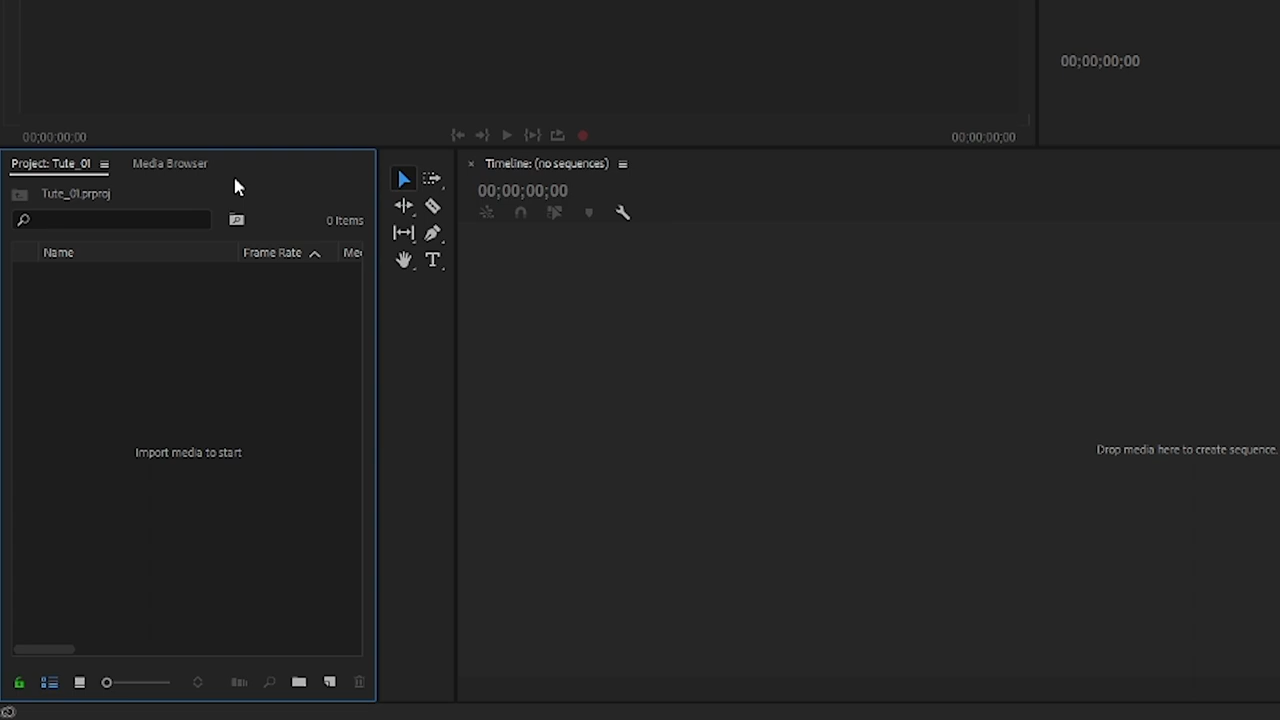 00;00;00;00
00;00;00;00
00;00;00;00
Project: Tute_01
Media Browser
Tute_01.prproj
0 Items
Name
Frame Rate
Mec
Import media to start
T
Timeline: (no sequences)
00;00;00;00
Drop media here to create sequence.